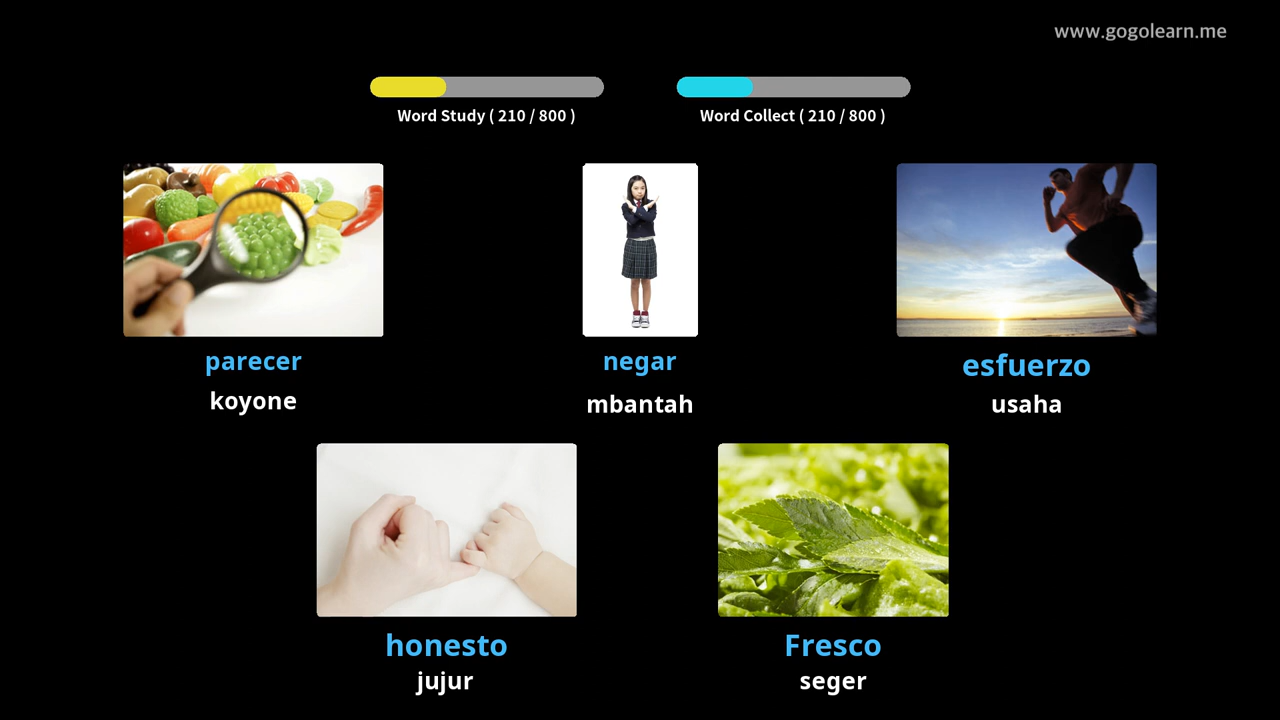 www.gogolearn.me
Word Study ( 210 / 800 )
Word Collect ( 210 / 800 )
parecer
koyone
negar
mbantah
esfuerzo
usaha
honesto
jujur
Fresco
seger